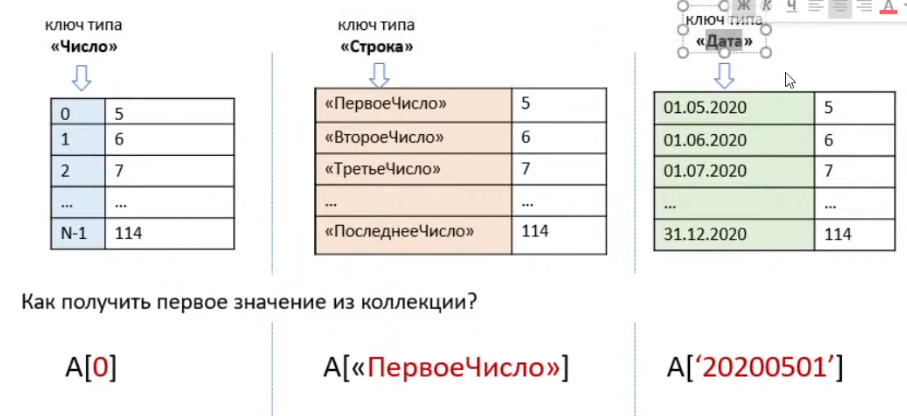 Ж К Ч А
ключ типа
«Число»
ключ типа
«Строка»
ключ типа
«Дата»
0 5
1 6
2 7
... ...
N-1 114
«ПервоеЧисло» 5
«ВтороеЧисло» 6
«ТретьеЧисло» 7
... ...
«ПоследнееЧисло» 114
01.05.2020 5
01.06.2020 6
01.07.2020 7
... ...
31.12.2020 114
Как получить первое значение из коллекции?
A[0]
A[«ПервоеЧисло»]
A[‘20200501’]